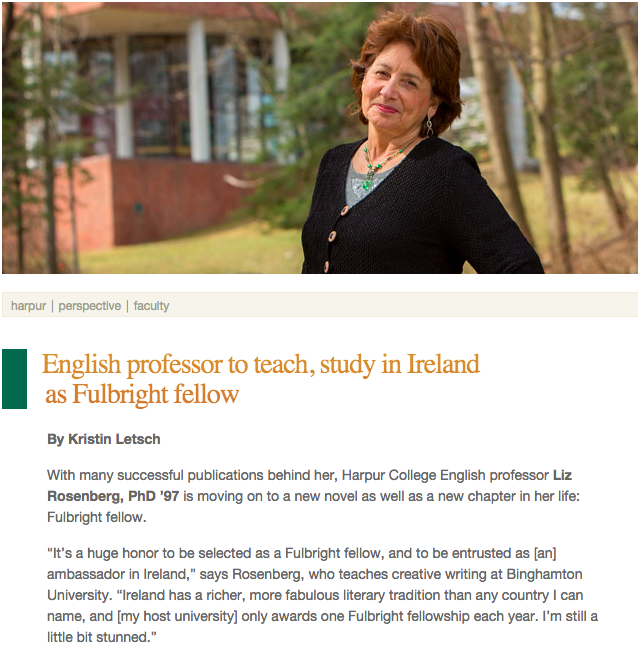 harpur | perspective | faculty
English professor to teach, study in Ireland
as Fulbright fellow
By Kristin Letsch
With many successful publications behind her, Harpur College English professor Liz
Rosenberg, PhD ’97 is moving on to a new novel as well as a new chapter in her life:
Fulbright fellow.
“It’s a huge honor to be selected as a Fulbright fellow, and to be entrusted as [an]
ambassador in Ireland,” says Rosenberg, who teaches creative writing at Binghamton
University. “Ireland has a richer, more fabulous literary tradition than any country I can
name, and [my host university] only awards one Fulbright fellowship each year. I’m still a
little bit stunned.”